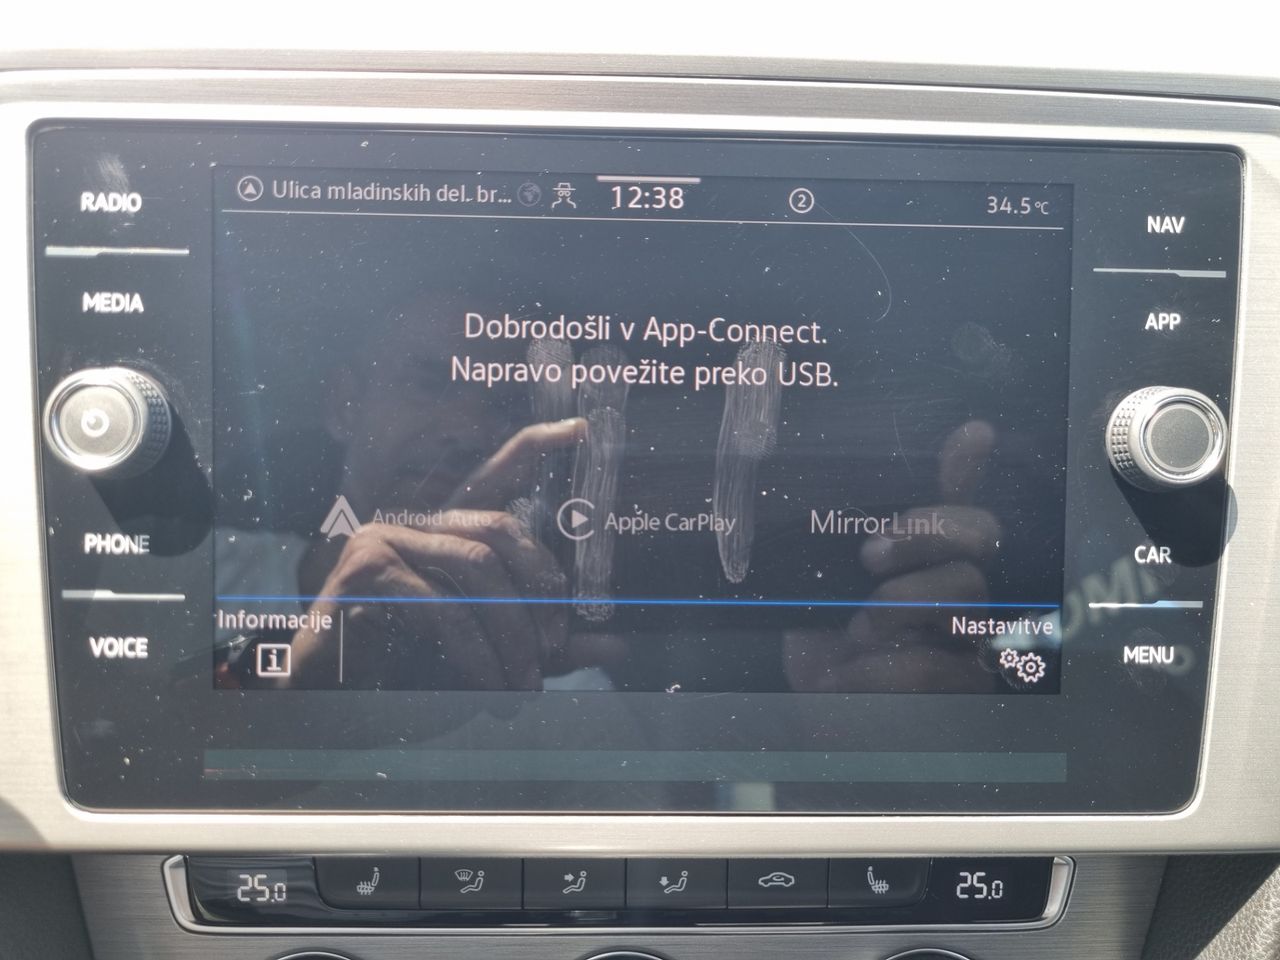 RADIO
MEDIA
PHONE
VOICE
Ulica mladinskih del. br...
12:38
2
34.5°C
Dobrodošli v App-Connect.
Napravo povežite preko USB.
Android Auto
Apple CarPlay
MirrorLink
Informacije
i
Nastavitve
NAV
APP
CAR
MENU
25.0
25.0